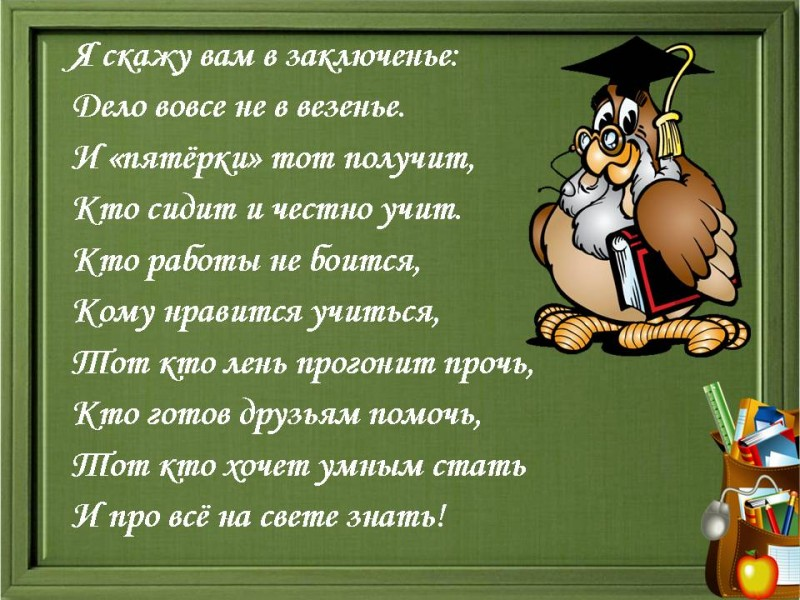 Я скажу вам в заключенье:
Дело вовсе не в везенье.
И «пятёрки» тот получит,
Кто сидит и честно учит.
Кто работы не боится,
Кому нравится учиться,
Тот кто лень прогонит прочь,
Кто готов друзьям помочь,
Тот кто хочет умным стать
И про всё на свете знать!